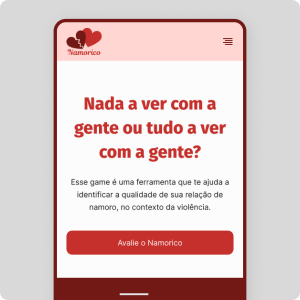 Namorico
Nada a ver com a
gente ou tudo a ver
com a gente?
Esse game é uma ferramenta que te ajuda a
identificar a qualidade de sua relação de
namoro, no contexto da violência.
Avalie o Namorico